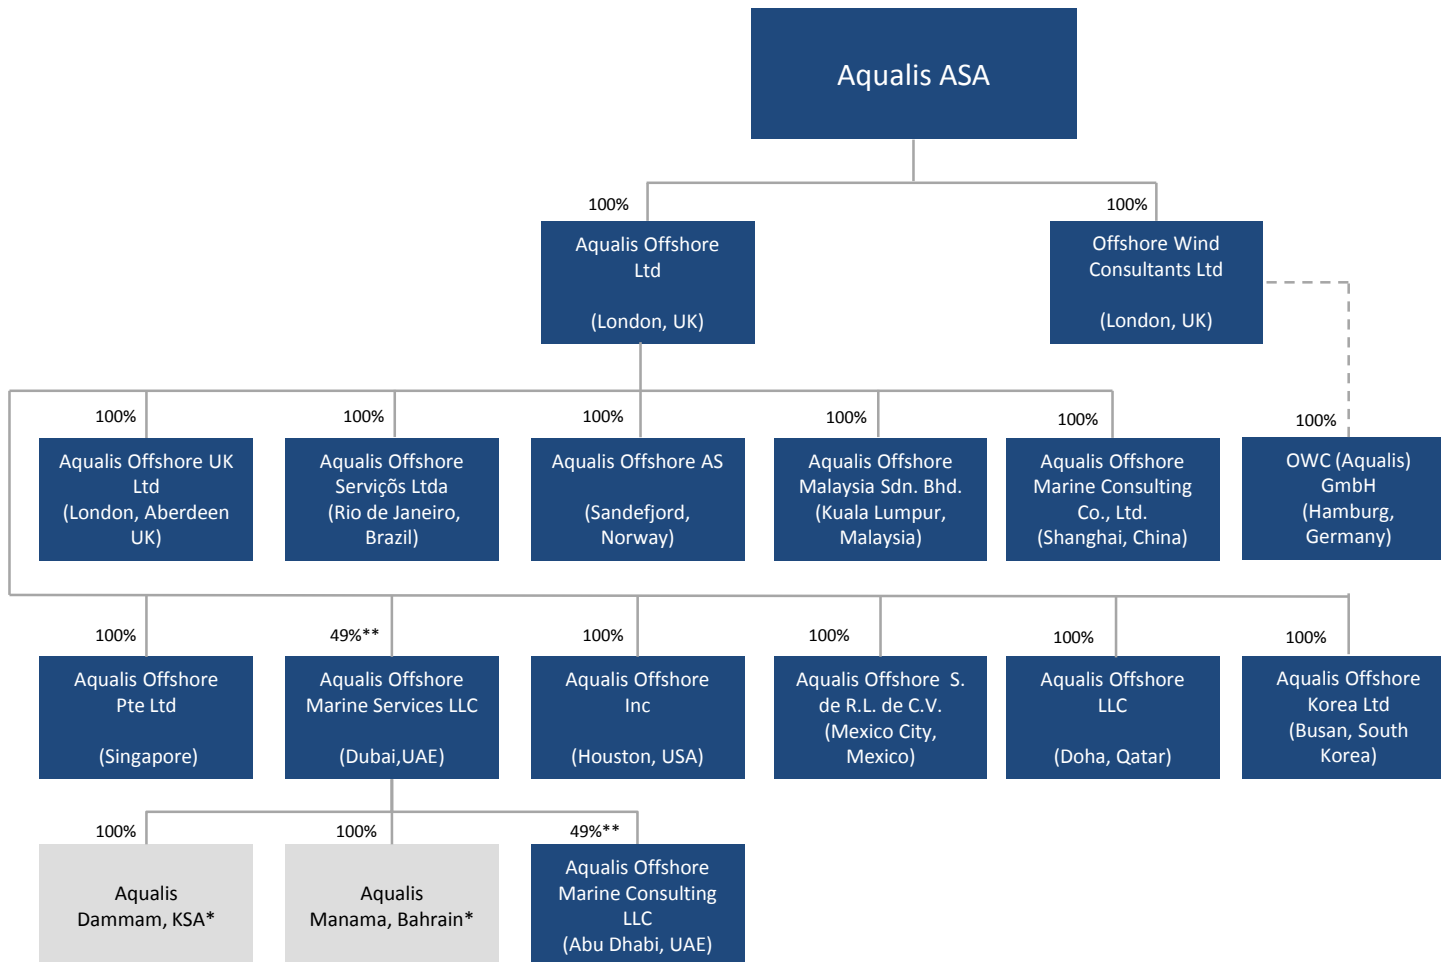 Aqualis ASA
100%
100%
Aqualis Offshore
Ltd
(London, UK)
Offshore Wind
Consultants Ltd
(London, UK)
100%
100%
100%
100%
100%
100%
Aqualis Offshore UK
Ltd
(London, Aberdeen
UK)
Aqualis Offshore
Serviçõs Ltda
(Rio de Janeiro,
Brazil)
Aqualis Offshore AS
(Sandefjord,
Norway)
Aqualis Offshore
Malaysia Sdn. Bhd.
(Kuala Lumpur,
Malaysia)
Aqualis Offshore
Marine Consulting
Co., Ltd.
(Shanghai, China)
OWC (Aqualis)
GmbH
(Hamburg,
Germany)
100%
49%**
100%
100%
100%
100%
Aqualis Offshore
Pte Ltd
(Singapore)
Aqualis Offshore
Marine Services LLC
(Dubai,UAE)
Aqualis Offshore
Inc
(Houston, USA)
Aqualis Offshore S.
de R.L. de C.V.
(Mexico City,
Mexico)
Aqualis Offshore
LLC
(Doha, Qatar)
Aqualis Offshore
Korea Ltd
(Busan, South
Korea)
100%
100%
49%**
Aqualis
Dammam, KSA*
Aqualis
Manama, Bahrain*
Aqualis Offshore
Marine Consulting
LLC
(Abu Dhabi, UAE)